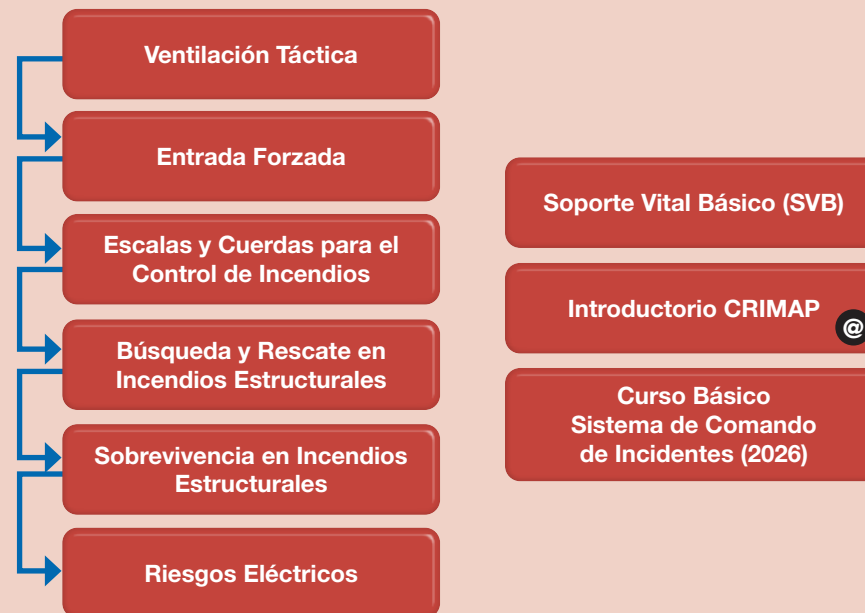 Ventilación Táctica
Entrada Forzada
Escalas y Cuerdas para el
Control de Incendios
Búsqueda y Rescate en
Incendios Estructurales
Sobrevivencia en Incendios
Estructurales
Riesgos Eléctricos
Soporte Vital Básico (SVB)
Introductorio CRIMAP
@
Curso Básico
Sistema de Comando
de Incidentes (2026)